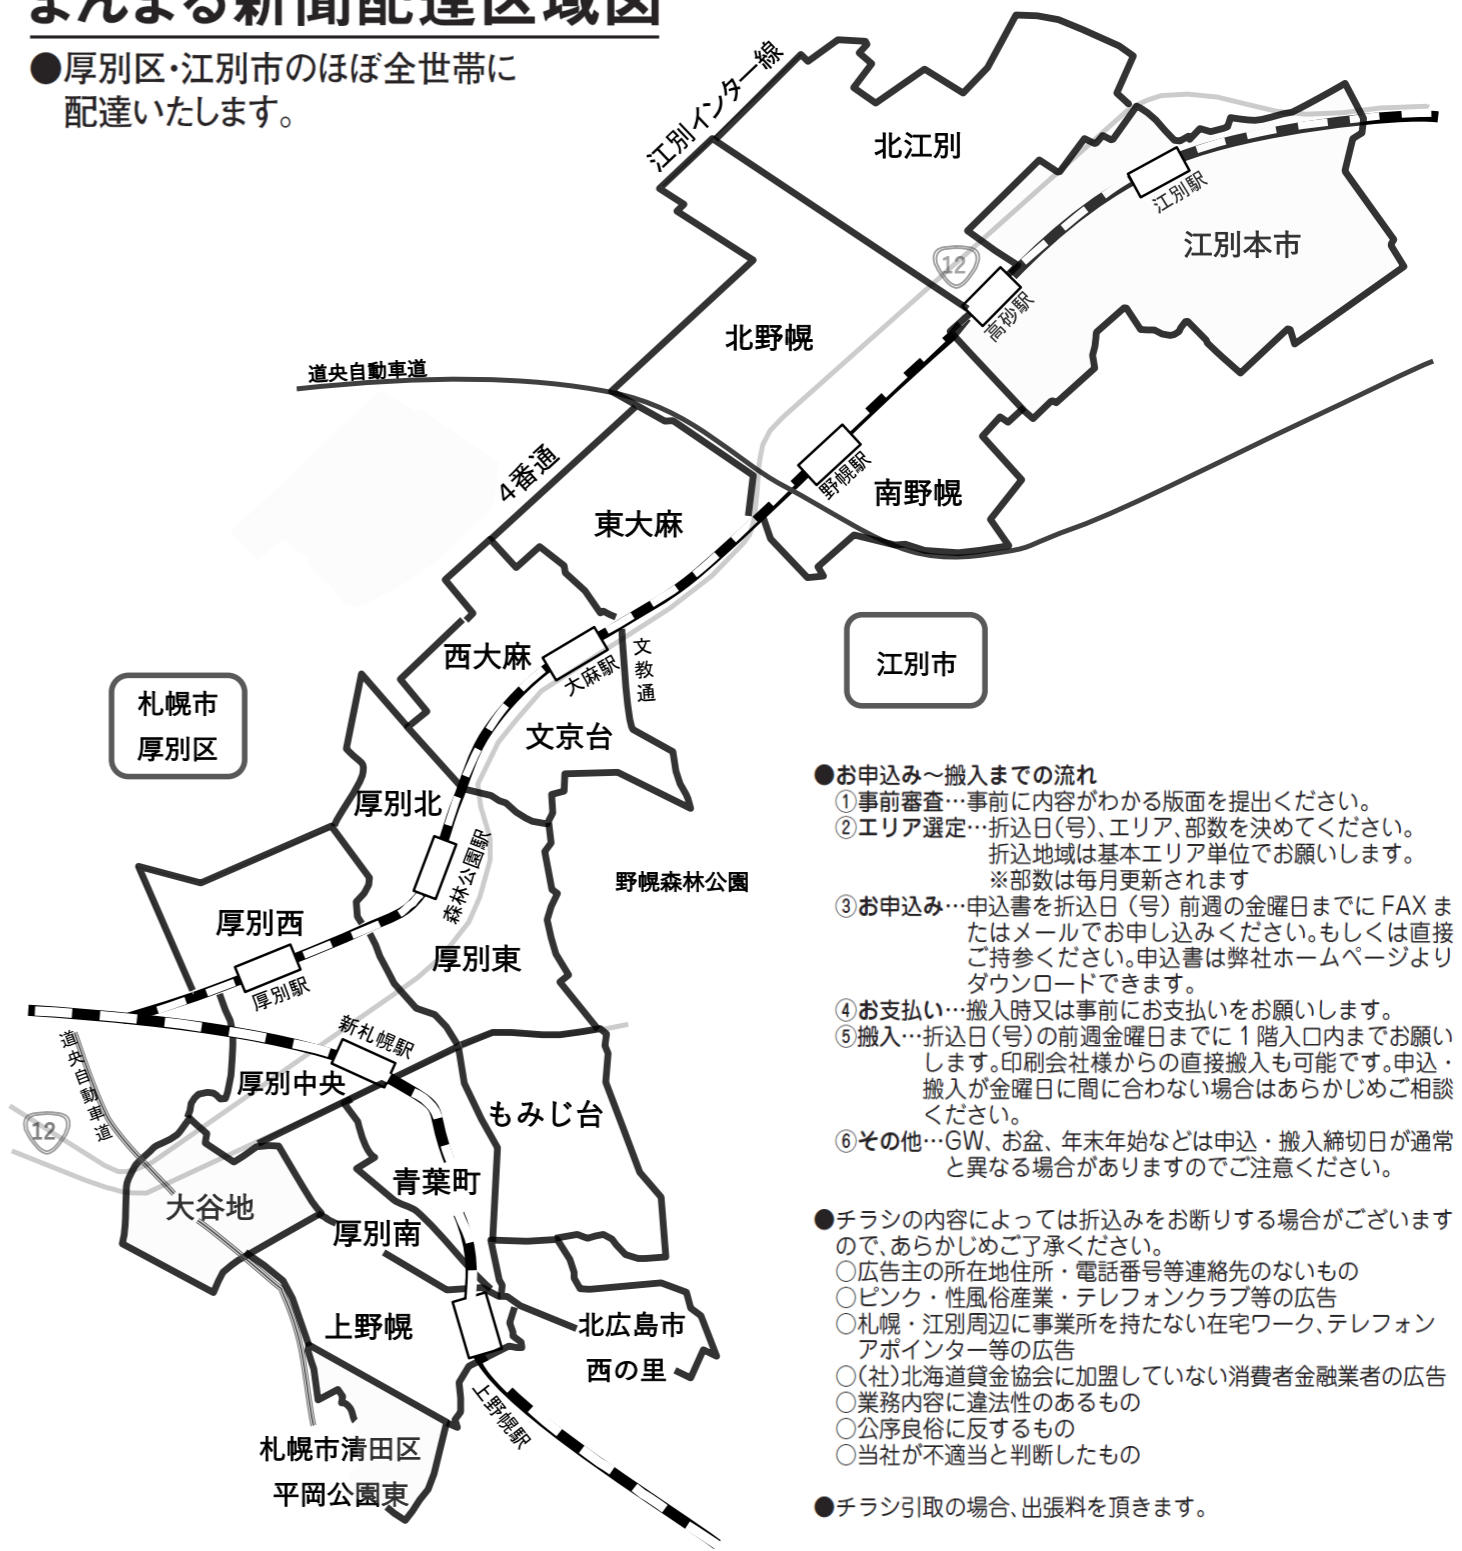 まんまる新聞配達区域図
●厚別区・江別市のほぼ全世帯に
配達いたします。
江別インター線
北江別
江別駅
江別本市
12
高砂駅
北野幌
道央自動車道
4番通
野幌駅
南野幌
東大麻
西大麻
大麻駅
文教通
文京台
江別市
札幌市
厚別区
厚別北
森林公園駅
野幌森林公園
厚別西
厚別東
厚別駅
新札幌駅
道央自動車道
厚別中央
12
もみじ台
青葉町
大谷地
厚別南
上野幌
北広島市
西の里
上野幌駅
札幌市清田区
平岡公園東
●お申込み～搬入までの流れ
①事前審査…事前に内容がわかる版面を提出ください。
②エリア選定…折込日(号)、エリア、部数を決めてください。
折込地域は基本エリア単位でお願いします。
※部数は毎月更新されます
③お申込み…申込書を折込日（号）前週の金曜日までに FAX ま
たはメールでお申し込みください。もしくは直接
ご持参ください。申込書は弊社ホームページより
ダウンロードできます。
④お支払い…搬入時又は事前にお支払いをお願いします。
⑤搬入…折込日(号)の前週金曜日までに 1 階入口内までお願い
します。印刷会社様からの直接搬入も可能です。申込・
搬入が金曜日に間に合わない場合はあらかじめご相談
ください。
⑥その他…GW、お盆、年末年始などは申込・搬入締切日が通常
と異なる場合がありますのでご注意ください。
●チラシの内容によっては折込みをお断りする場合がございます
ので、あらかじめご了承ください。
○広告主の所在地住所・電話番号等連絡先のないもの
○ピンク・性風俗産業・テレフォンクラブ等の広告
○札幌・江別周辺に事業所を持たない在宅ワーク、テレフォン
アポインター等の広告
○(社)北海道貸金協会に加盟していない消費者金融業者の広告
○業務内容に違法性のあるもの
○公序良俗に反するもの
○当社が不適当と判断したもの
●チラシ引取の場合、出張料を頂きます。